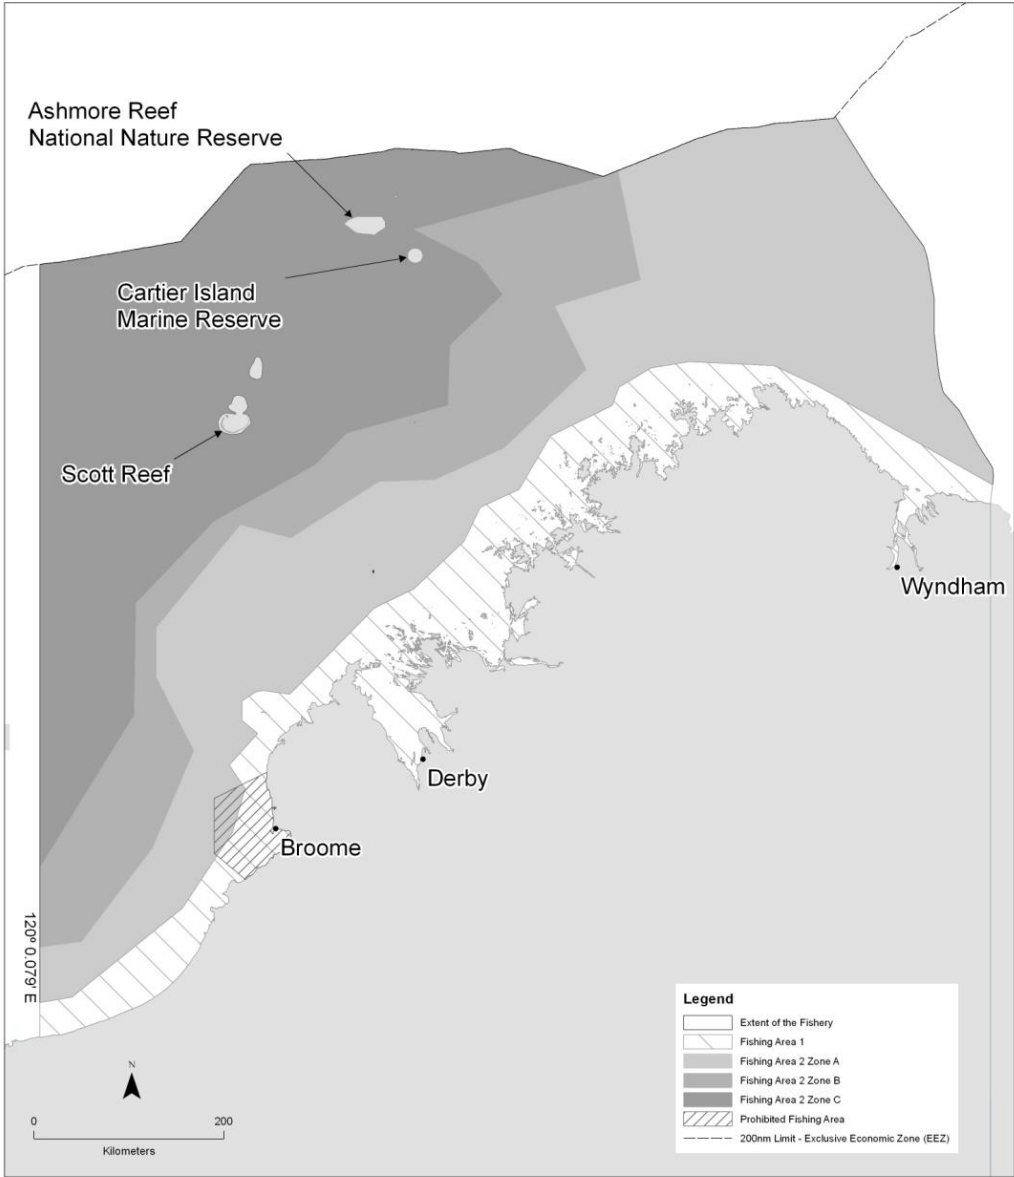 Ashmore Reef
National Nature Reserve
Cartier Island
Marine Reserve
Scott Reef
Wyndham
Derby
Broome
120° 0.079' E
N
0 200
Kilometers
Legend
Extent of the Fishery
Fishing Area 1
Fishing Area 2 Zone A
Fishing Area 2 Zone B
Fishing Area 2 Zone C
Prohibited Fishing Area
200nm Limit - Exclusive Economic Zone (EEZ)